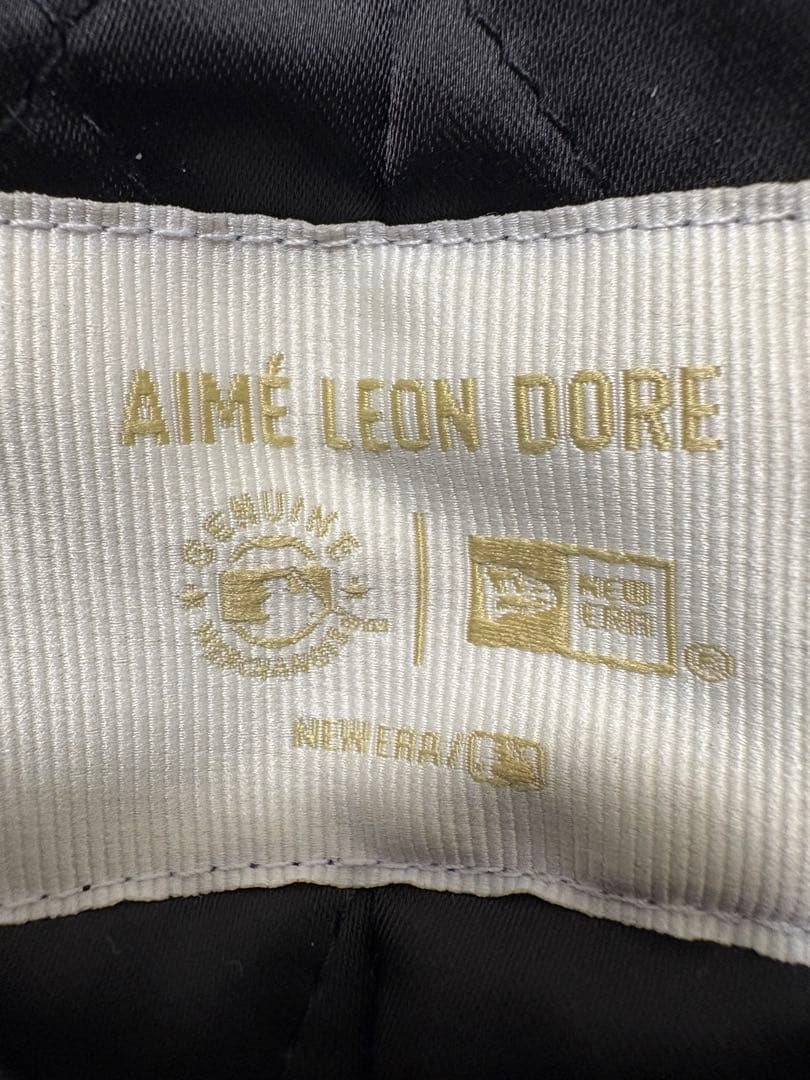 AIMÉ LEON DORE
GENUINE
MERCHANDISE
NEW
ERA
®
NEW ERA/